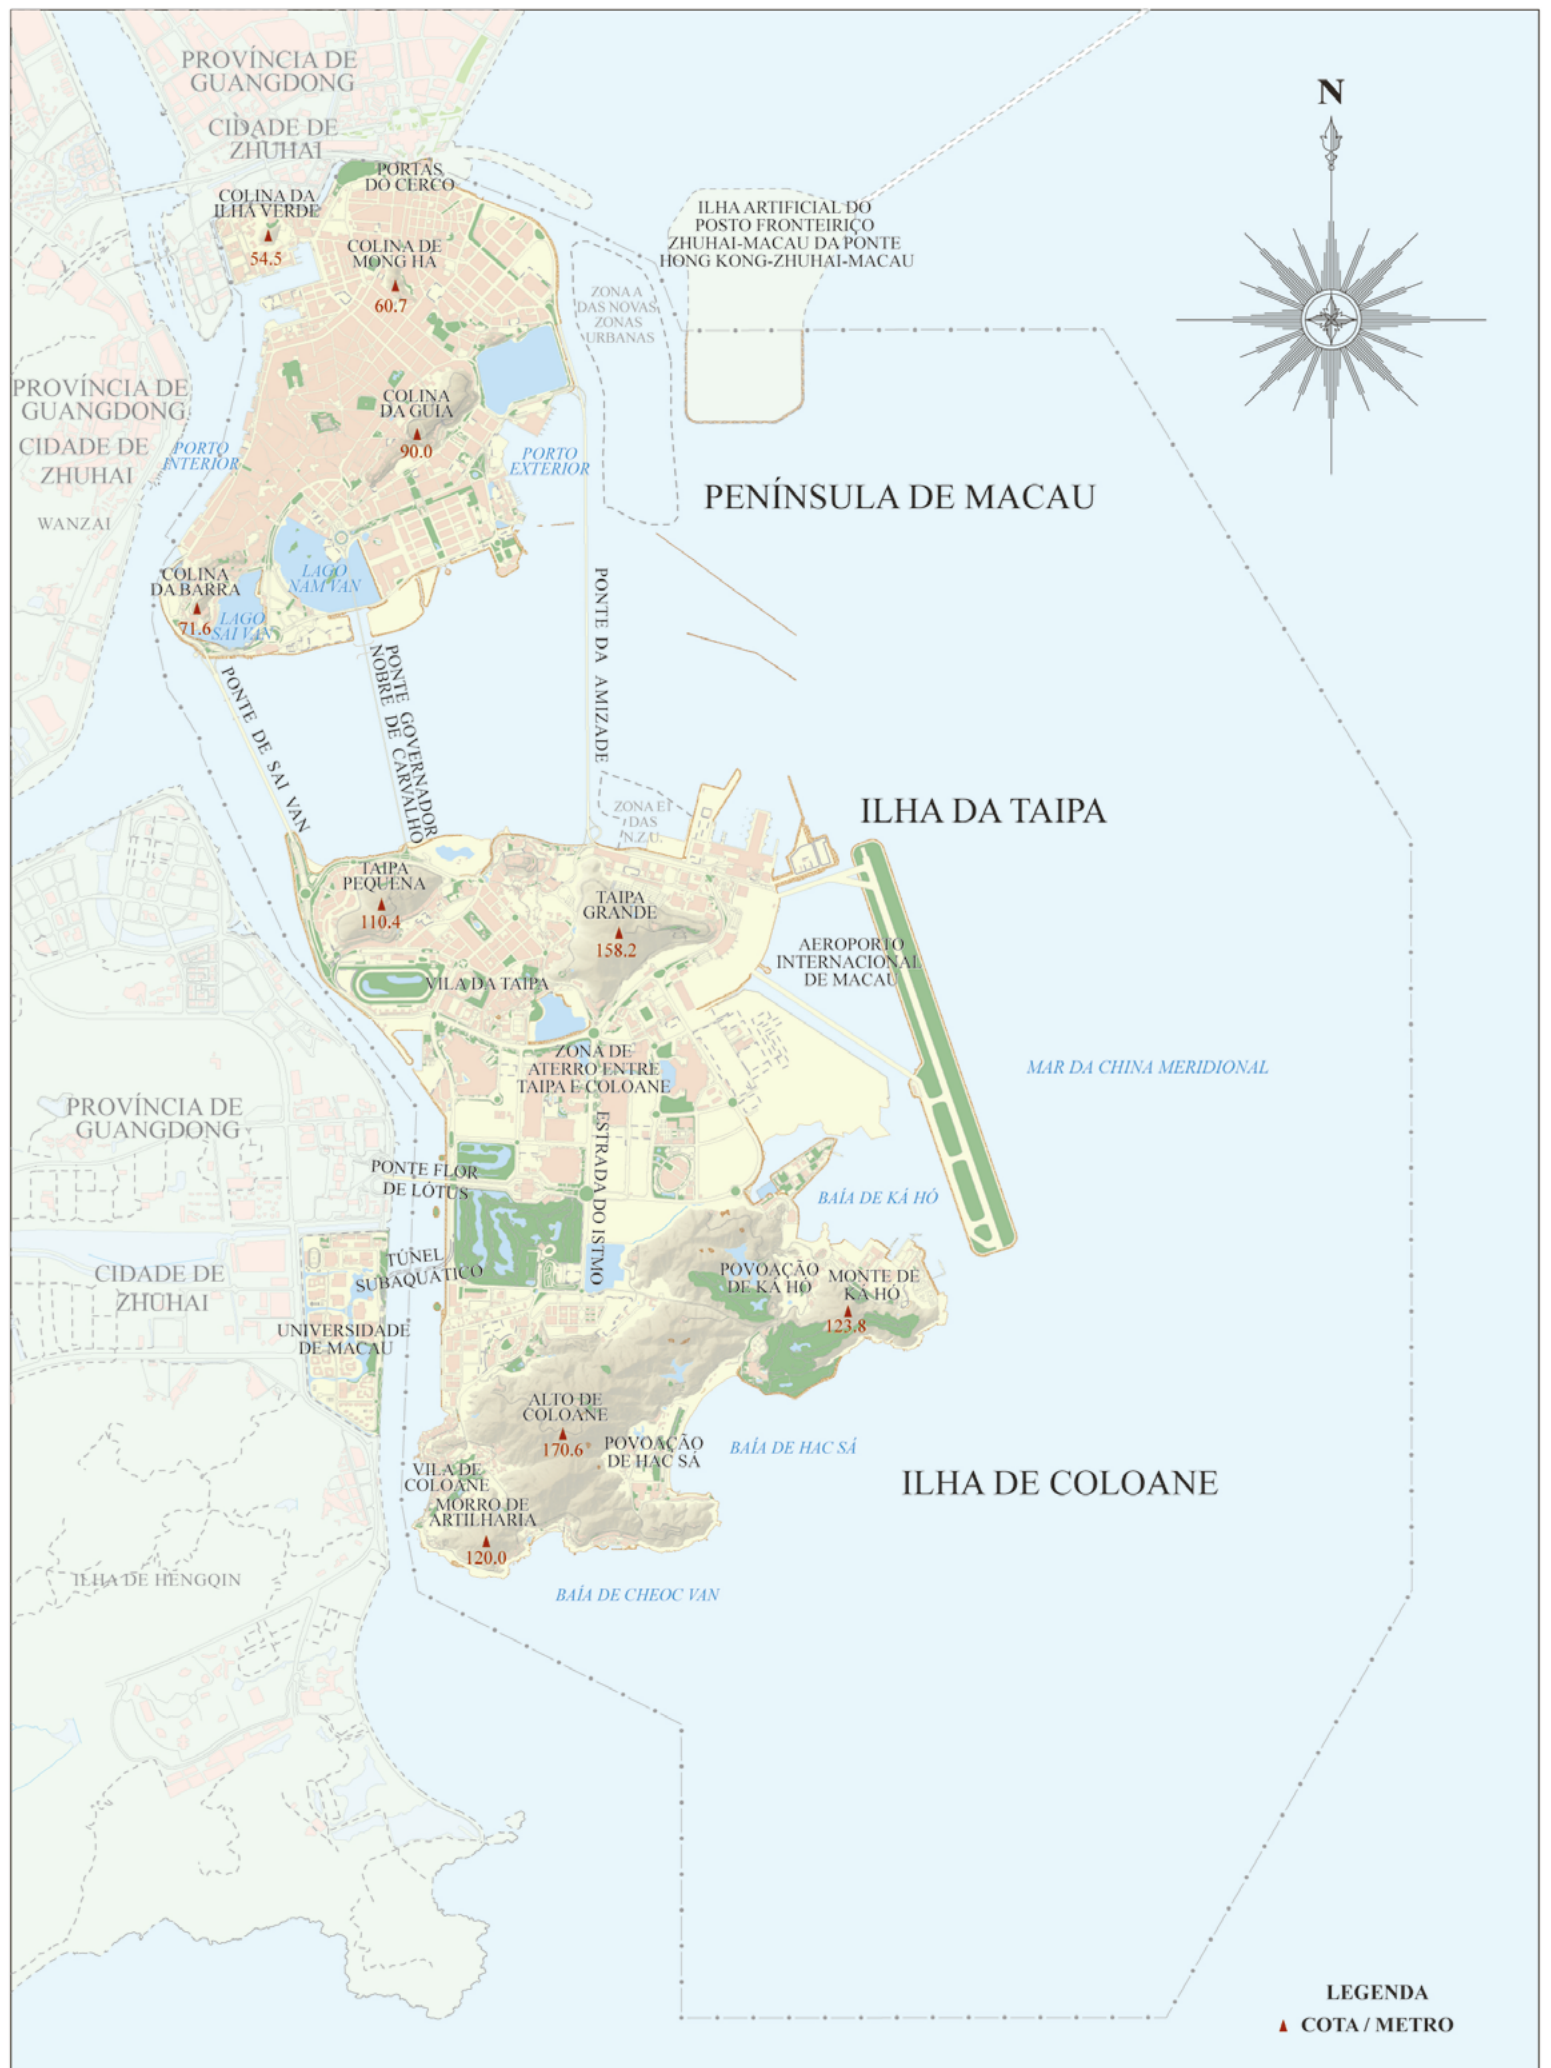 PROVÍNCIA DE
GUANGDONG
CIDADE DE
ZHUHAI
N
PORTAS
DO CERCO
COLINA DA
ILHA VERDE
54.5
COLINA DE
MONG HÁ
60.7
ILHA ARTIFICIAL DO
POSTO FRONTEIRIÇO
ZHUHAI-MACAU DA PONTE
HONG KONG-ZHUHAI-MACAU
ZONA A
DAS NOVAS
ZONAS
URBANAS
PROVÍNCIA DE
GUANGDONG
CIDADE DE
ZHUHAI
WANZAI
PORTO
INTERIOR
COLINA
DA GUIA
90.0
PORTO
EXTERIOR
PENÍNSULA DE MACAU
COLINA
DA BARRA
71.6
LAGO
NAM VAN
LAGO
SAI VAN
PONTE DE SAI VAN
PONTE GOVERNADOR
NOBRE DE CARVALHO
PONTE DA AMIZADE
ZONA E1
DAS
N.Z.U.
ILHA DA TAIPA
TAIPA
PEQUENA
110.4
TAIPA
GRANDE
158.2
AEROPORTO
INTERNACIONAL
DE MACAU
VILA DA TAIPA
ZONA DE
ATERRO ENTRE
TAIPA E COLOANE
MAR DA CHINA MERIDIONAL
PROVÍNCIA DE
GUANGDONG
ESTRADA DO ISTMO
PONTE FLOR
DE LÓTUS
BAÍA DE KÁ HÓ
TÚNEL
SUBAQUÁTICO
CIDADE DE
ZHUHAI
POVOAÇÃO
DE KÁ HÓ
MONTE DE
KÁ HÓ
123.8
UNIVERSIDADE
DE MACAU
ALTO DE
COLOANE
170.6
POVOAÇÃO
DE HAC SÁ
BAÍA DE HAC SÁ
ILHA DE COLOANE
VILA DE
COLOANE
MORRO DE
ARTILHARIA
120.0
ILHA DE HENGQIN
BAÍA DE CHEOC VAN
LEGENDA
COTA / METRO